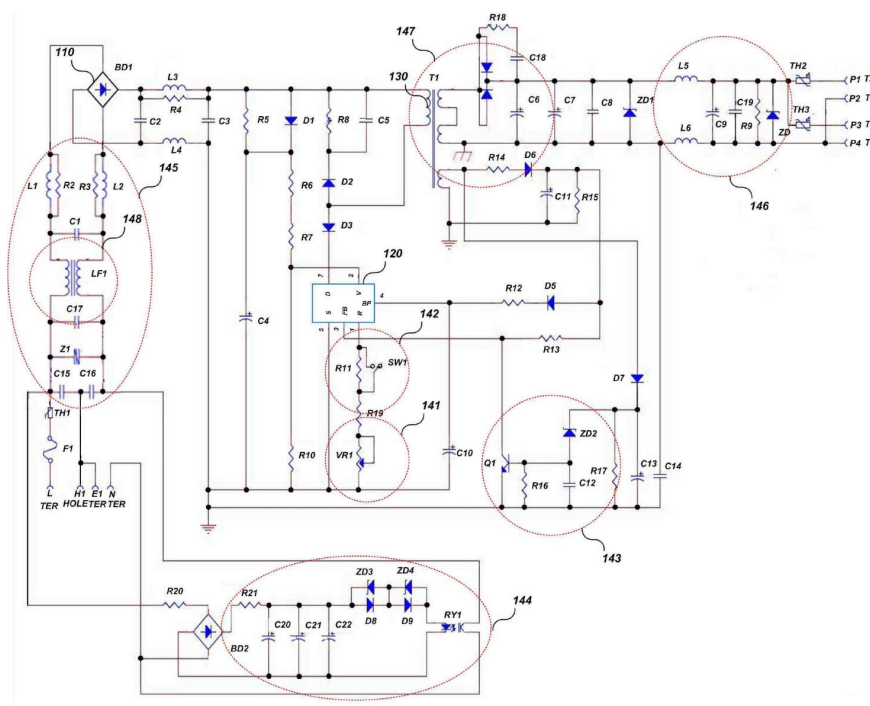 147
R18
110
BD1
L3
130
T1
C18
L5
TH2
P1 T
R4
C2
C3
R5
D1
R8
C5
C6
C7
C8
ZD1
C19
C9
R9
ZD
P2 T
TH3
P3 T
L4
L6
P4 T
D6
R14
L1
R2
R3
L2
145
R6
D2
C11
R15
146
C1
148
R7
D3
120
LF1
7
2
D
V
BP
4
S
FB
R
R12
D5
5
3
1
142
C17
C4
R13
Z1
R11
SW1
C15
C16
D7
141
TH1
R19
ZD2
F1
R10
VR1
C10
Q1
R16
C12
R17
C13
C14
L
H1
E1
N
TER
HOLE
TER
TER
143
ZD3
ZD4
R20
R21
RY1
144
C20
C21
C22
D8
D9
BD2